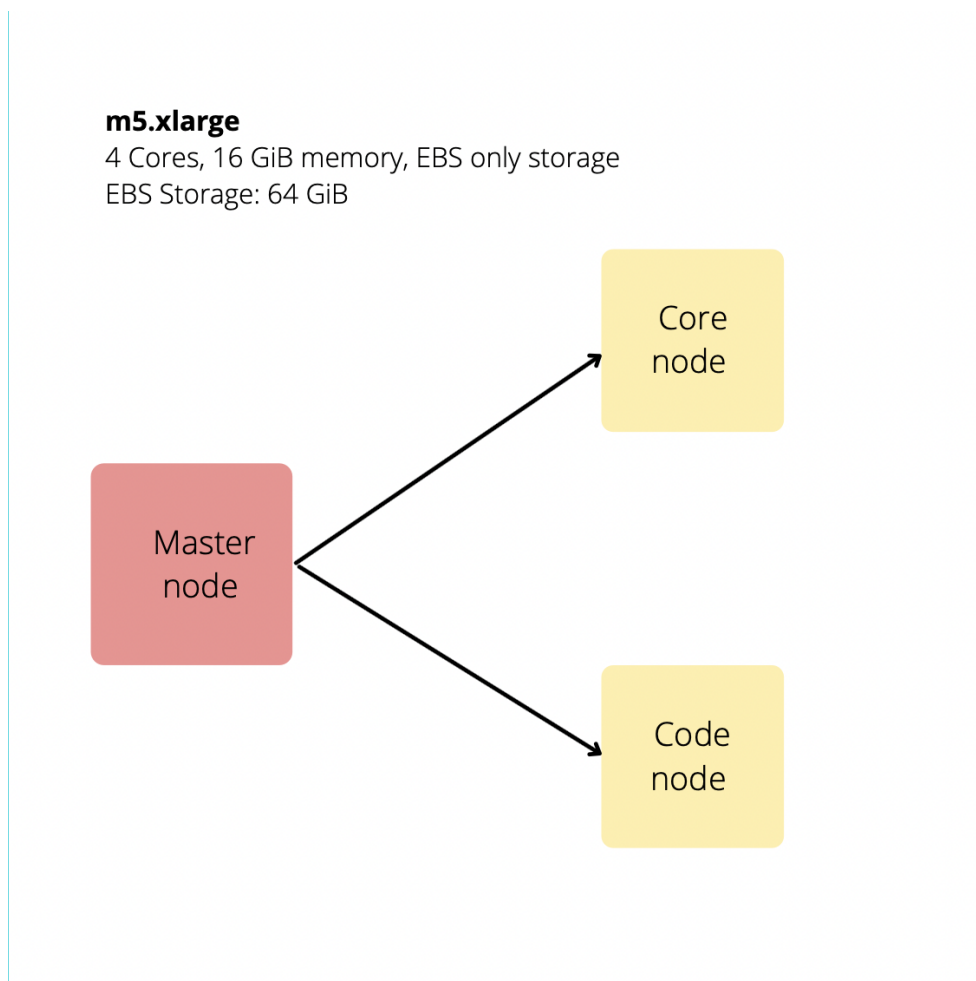 m5.xlarge
4 Cores, 16 GiB memory, EBS only storage
EBS Storage: 64 GiB
Core
node
Master
node
Code
node